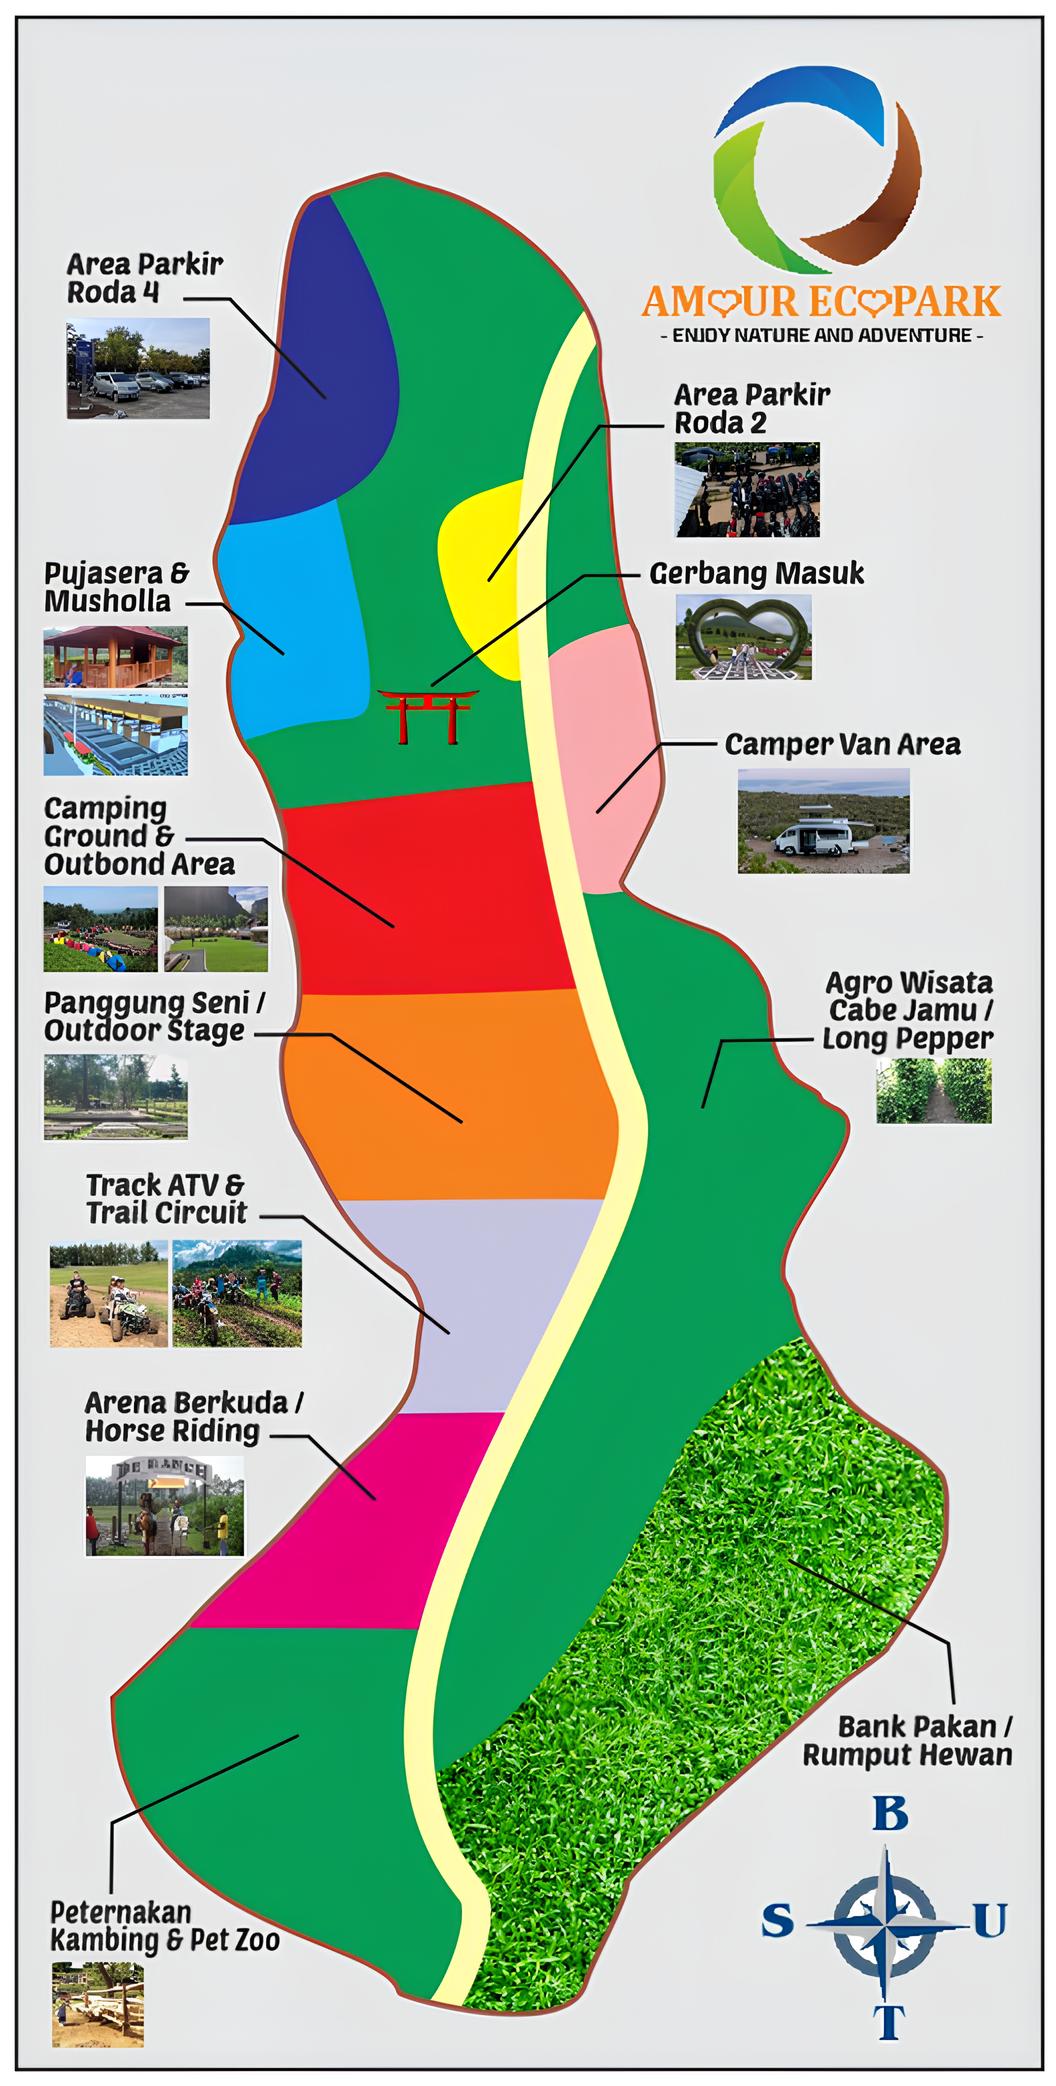 AMOUR ECOPARK
- ENJOY NATURE AND ADVENTURE -
Area Parkir
Roda 4
Area Parkir
Roda 2
Pujasera &
Musholla
Gerbang Masuk
Camper Van Area
Camping
Ground &
Outbond Area
Agro Wisata
Cabe Jamu /
Long Pepper
Panggung Seni /
Outdoor Stage
Track ATV &
Trail Circuit
Arena Berkuda /
Horse Riding
Bank Pakan /
Rumput Hewan
Peternakan
Kambing & Pet Zoo
B
S
U
T